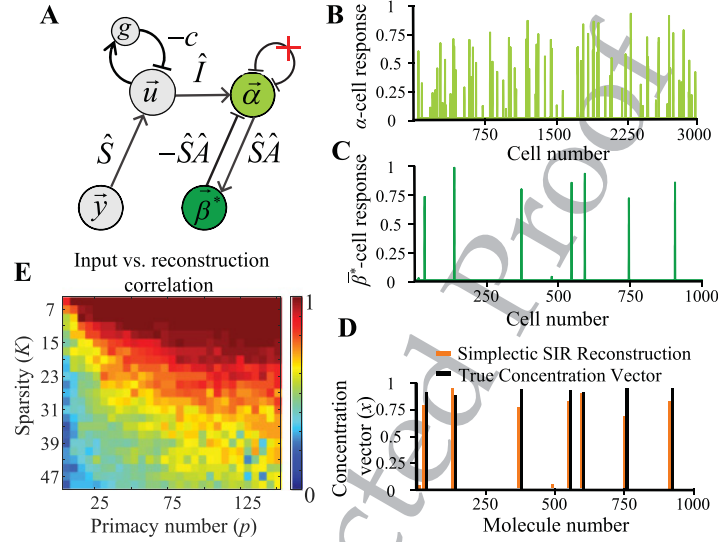 A
g
−c
u⃗
Î
α⃗
Ŝ
−ŜÂ
ŜÂ
y⃗
β⃗*
B
α-cell response
1
0.75
0.5
0.25
0
750
1500
2250
3000
Cell number
C
β̄*-cell response
1
0.75
0.5
0.25
0
250
500
750
1000
Cell number
D
Simplectic SIR Reconstruction
True Concentration Vector
Concentration
vector (x)
1
0.75
0.5
0.25
0
250
500
750
1000
Molecule number
E
Input vs. reconstruction
correlation
Sparsity (K)
7
15
23
31
39
47
25
75
125
Primacy number (p)
1
0
cted Proof